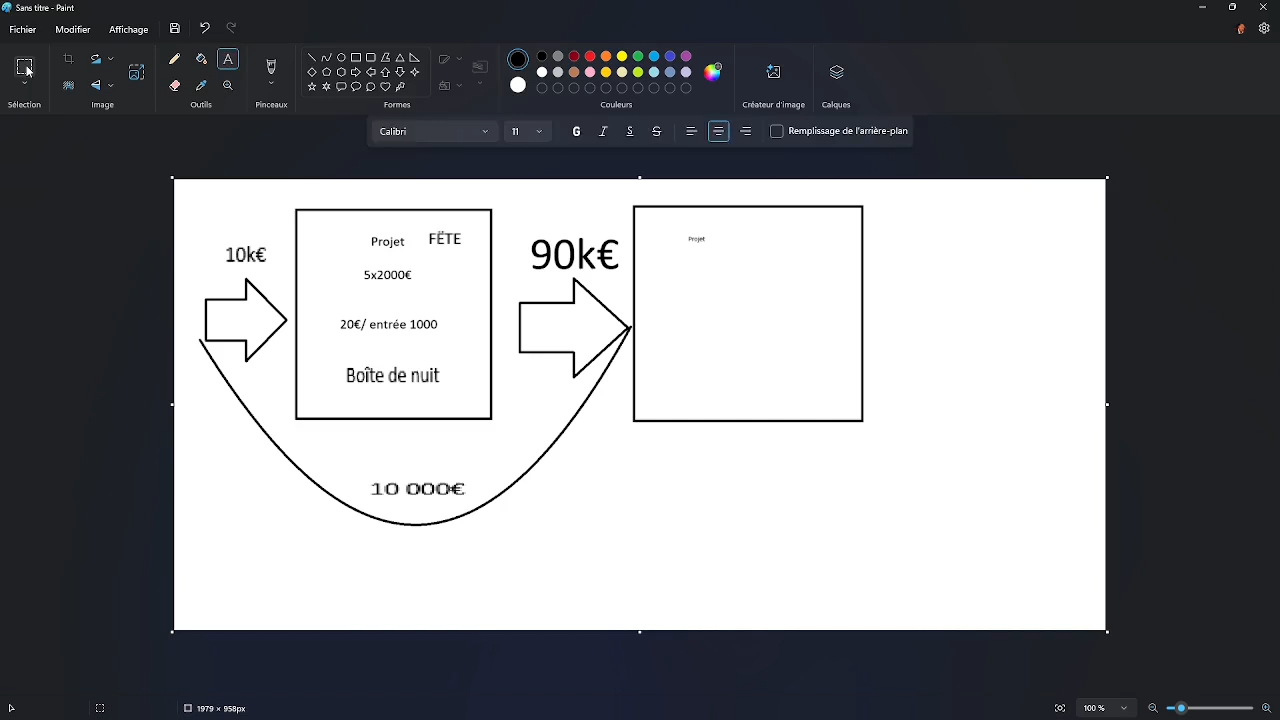 Sans titre - Paint
Fichier Modifier Affichage
Sélection Image Outils Pinceaux Formes Couleurs Créateur d'image Calques
Calibri 11 G I S S Remplissage de l'arrière-plan
10k€
Projet FËTE
5x2000€
20€/ entrée 1000
Boîte de nuit
90k€
Projet
10 000€
1979 × 958px
100 %